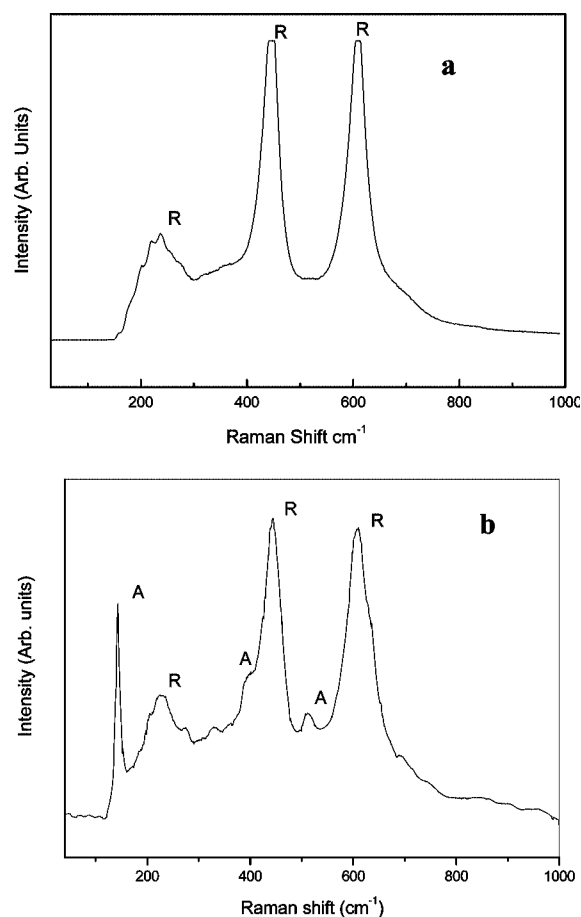 R
R
a
R
Intensity (Arb. Units)
200
400
600
800
1000
Raman Shift cm-1
R
R
b
A
R
A
A
Intensity (Arb. units)
200
400
600
800
1000
Raman shift (cm-1)